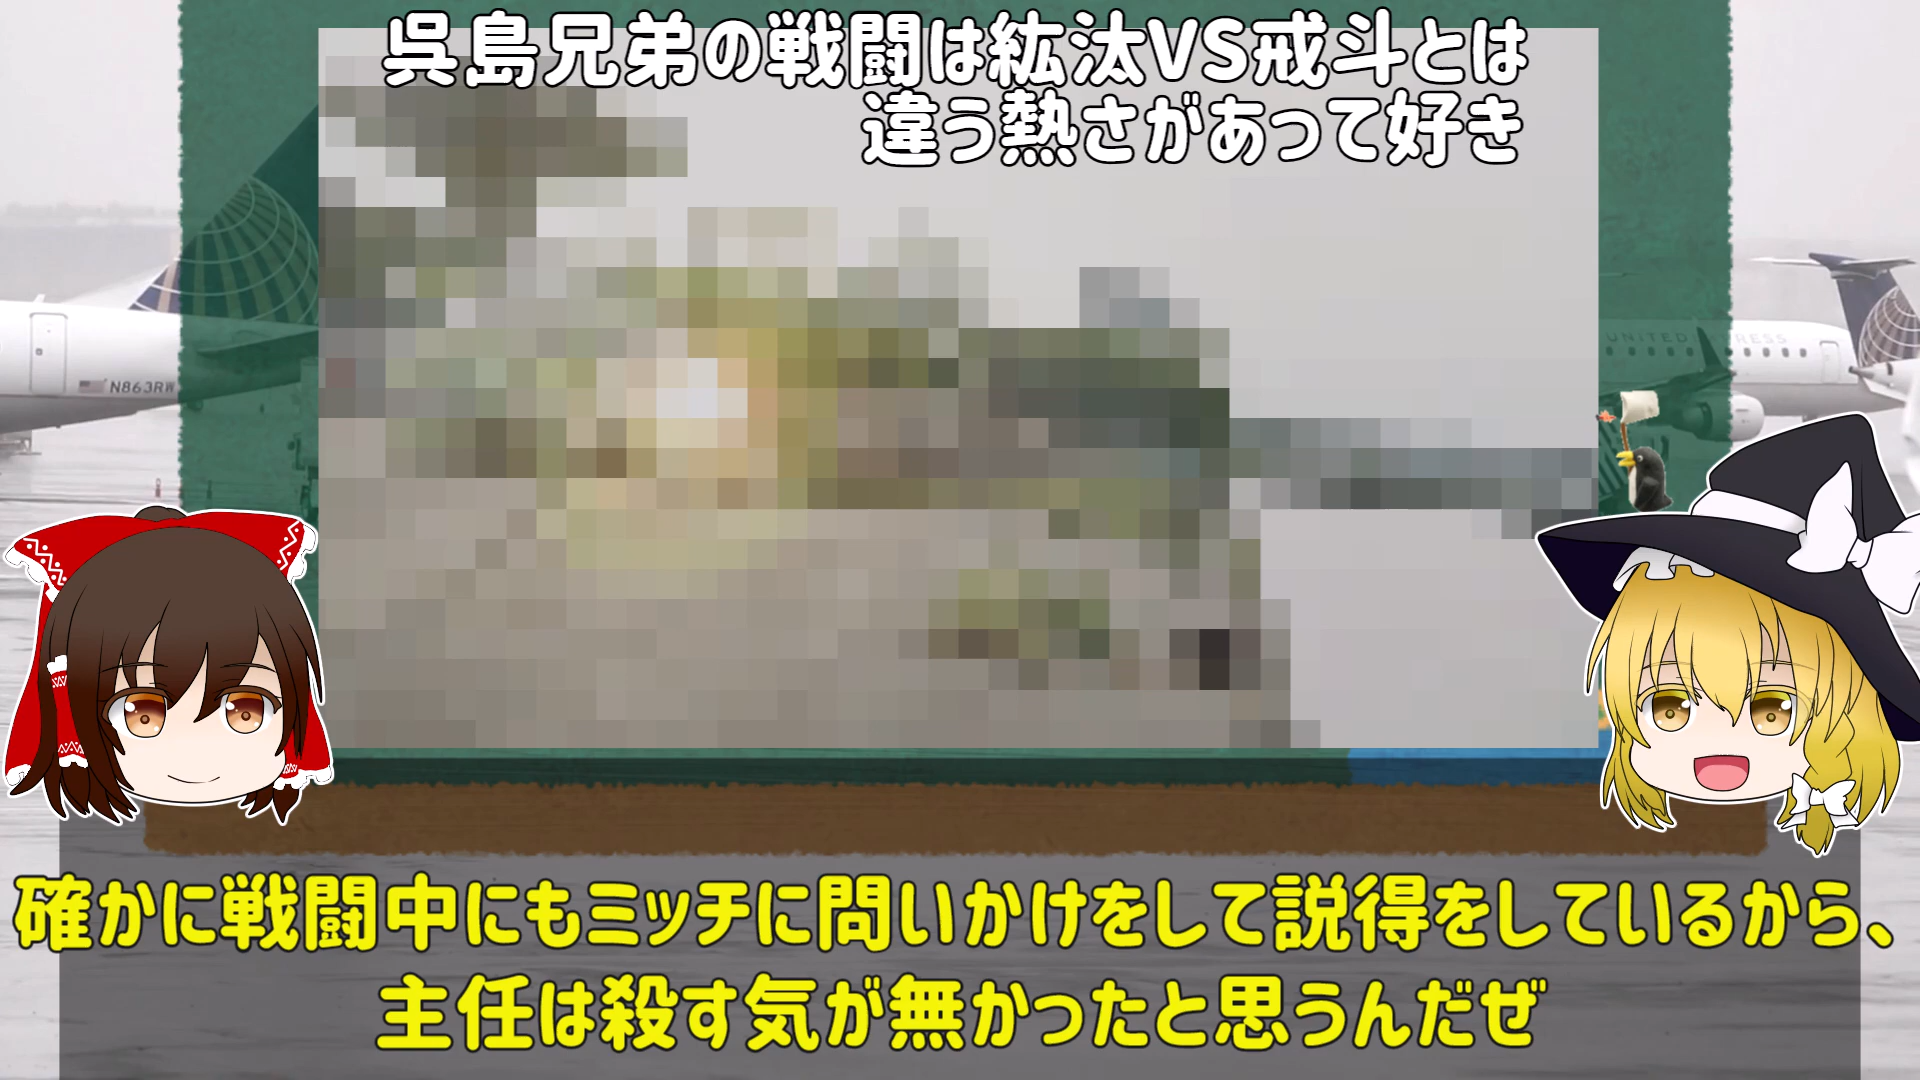 呉島兄弟の戦闘は紘汰VS戒斗とは
違う熱さがあって好き
N863RW
UNITED EXPRESS
確かに戦闘中にもミッチに問いかけをして説得をしているから、
主任は殺す気が無かったと思うんだぜ